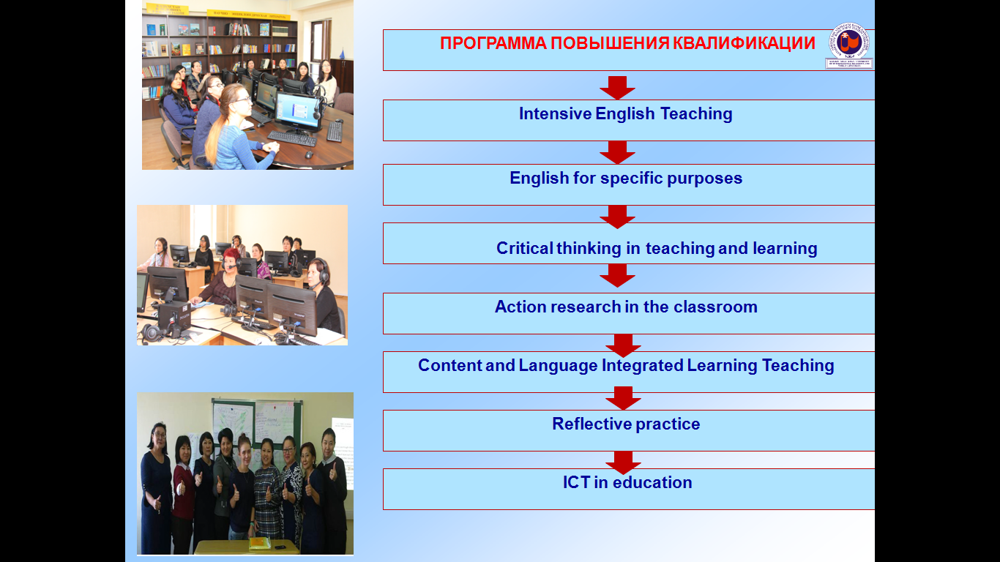 ПРОГРАММА ПОВЫШЕНИЯ КВАЛИФИКАЦИИ
Intensive English Teaching
English for specific purposes
Critical thinking in teaching and learning
Action research in the classroom
Content and Language Integrated Learning Teaching
Reflective practice
ICT in education